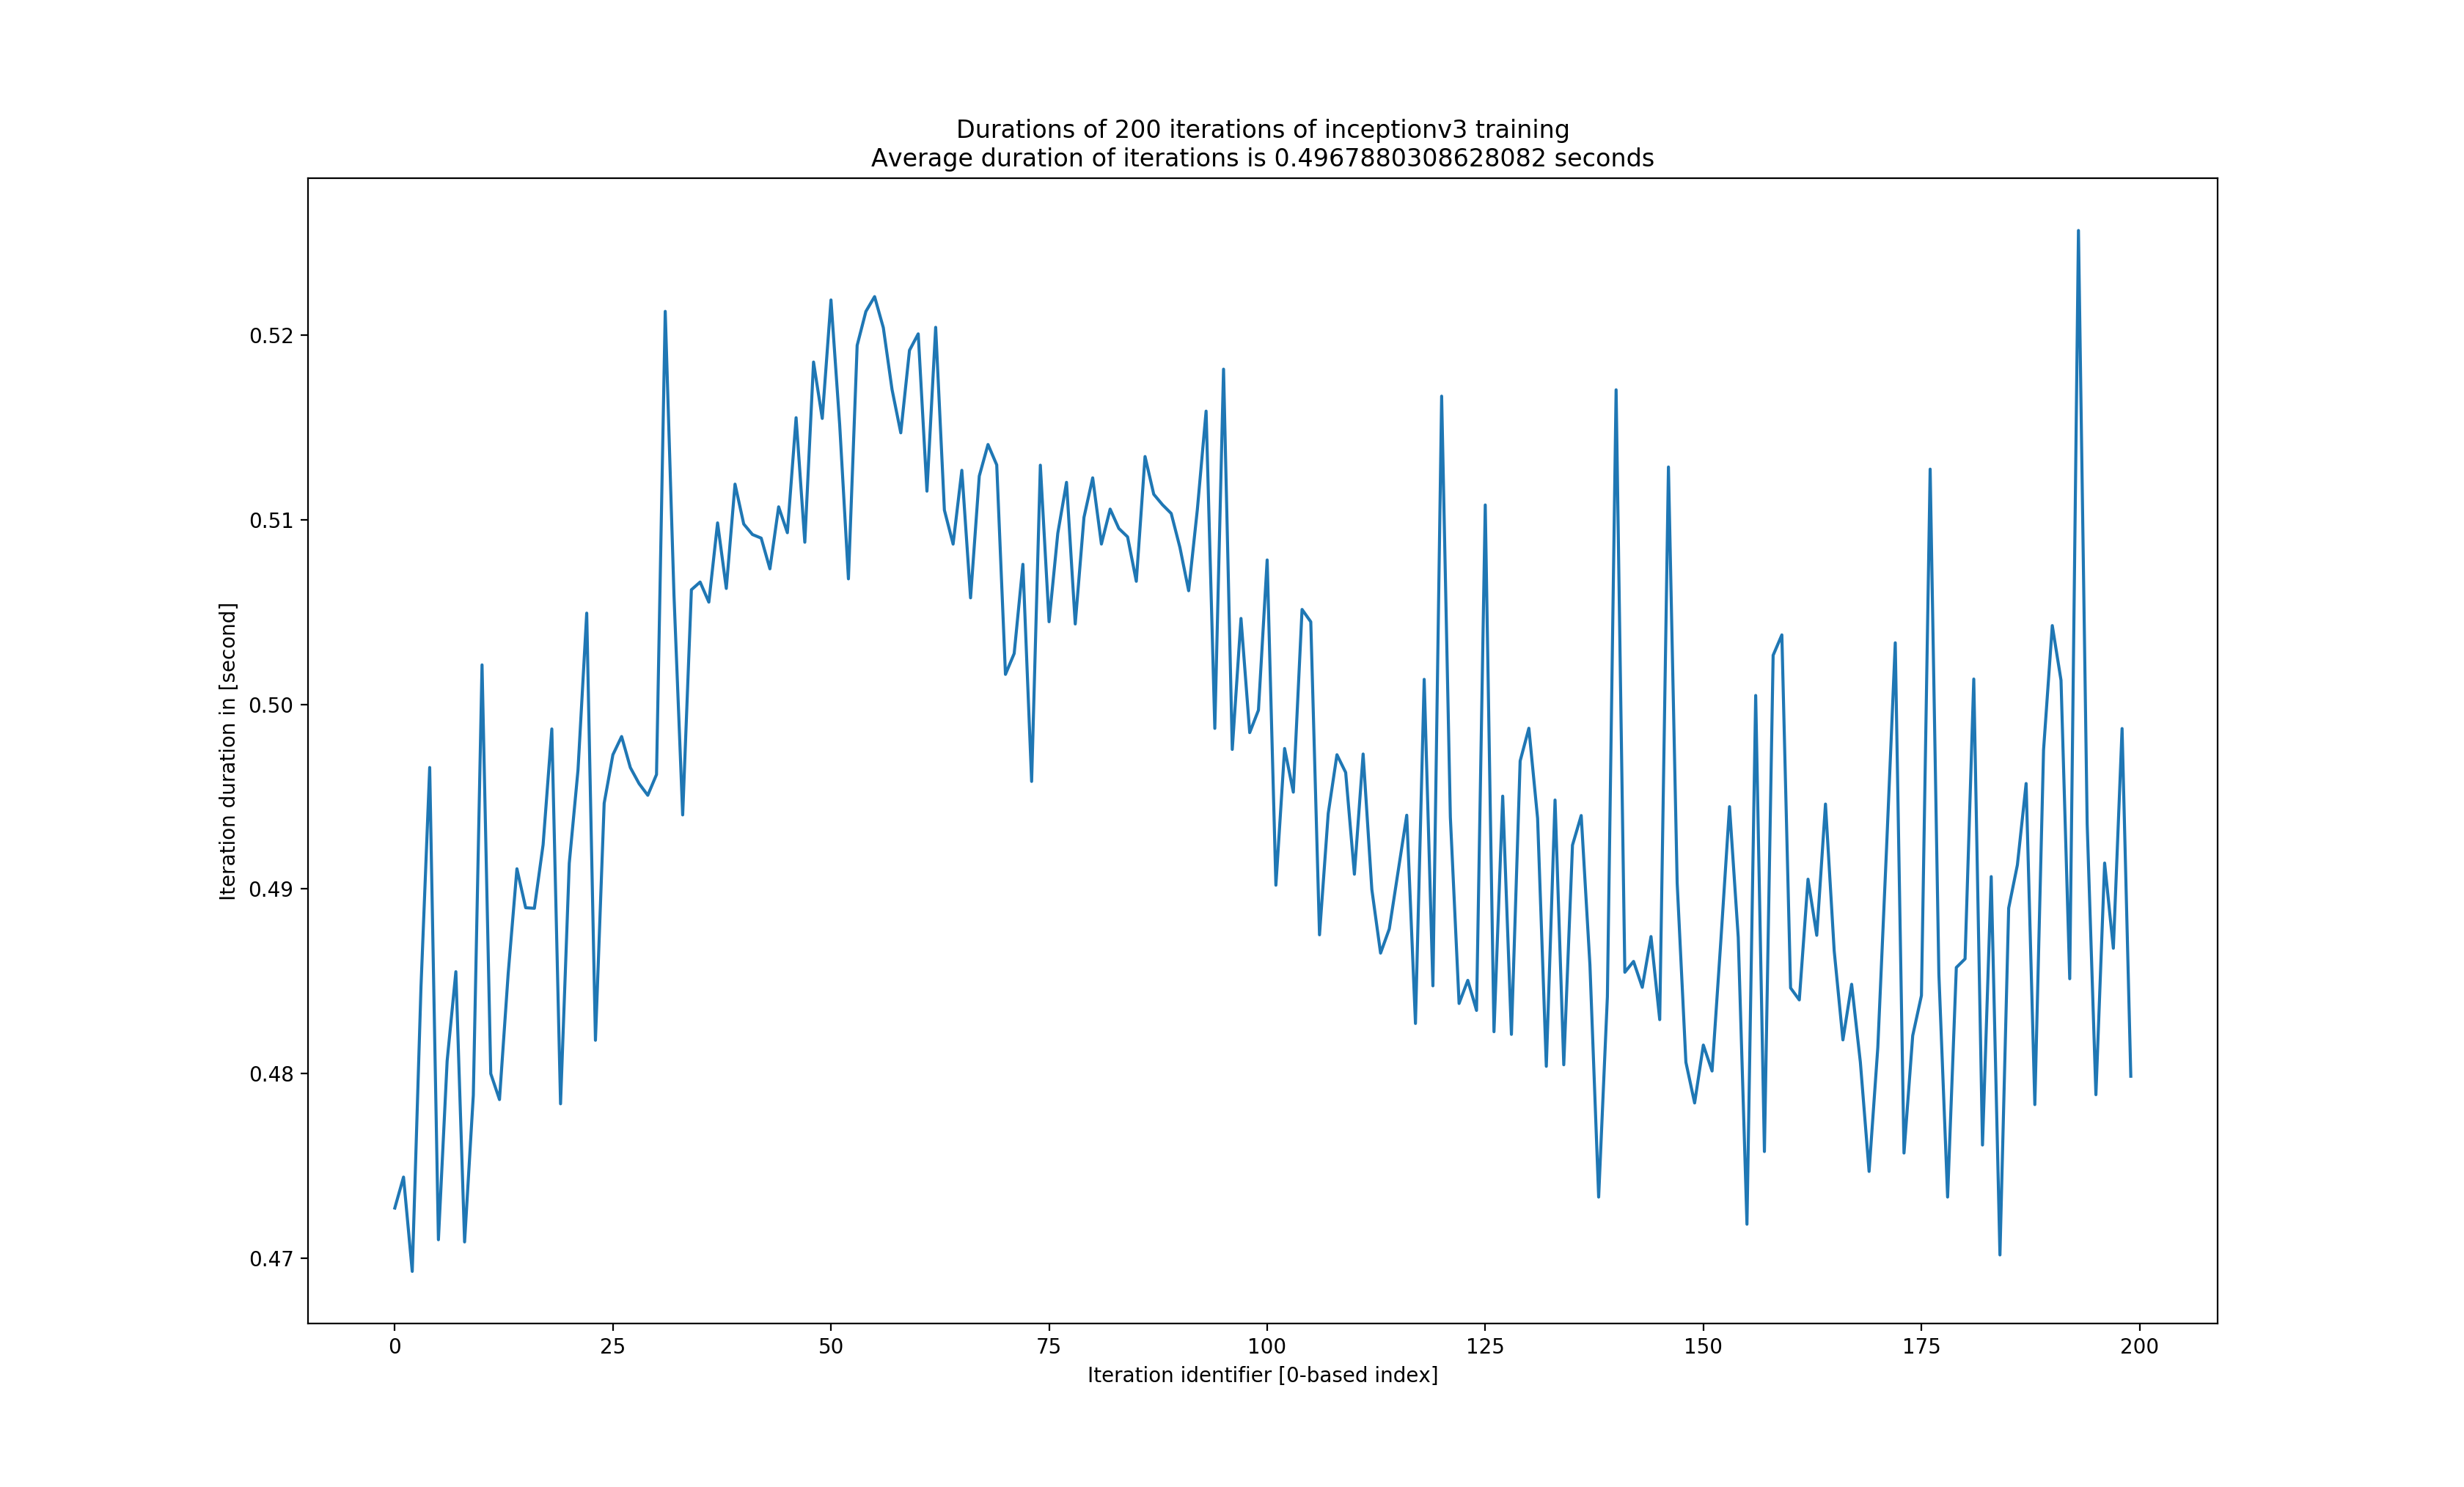 Durations of 200 iterations of inceptionv3 training
Average duration of iterations is 0.4967880308628082 seconds
Iteration duration in [second]
0.52
0.51
0.50
0.49
0.48
0.47
0 25 50 75 100 125 150 175 200
Iteration identifier [0-based index]